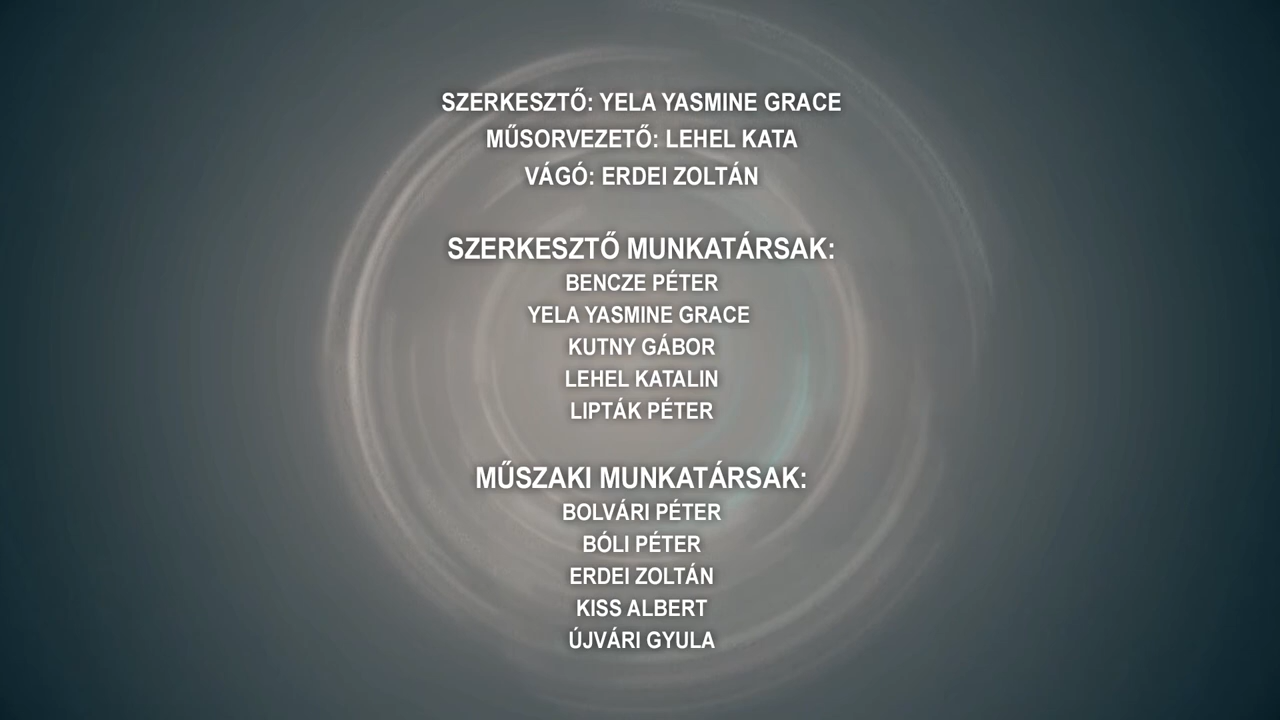 SZERKESZTŐ: YELA YASMINE GRACE
MŰSORVEZETŐ: LEHEL KATA
VÁGÓ: ERDEI ZOLTÁN
SZERKESZTŐ MUNKATÁRSAK:
BENCZE PÉTER
YELA YASMINE GRACE
KUTNY GÁBOR
LEHEL KATALIN
LIPTÁK PÉTER
MŰSZAKI MUNKATÁRSAK:
BOLVÁRI PÉTER
BÓLI PÉTER
ERDEI ZOLTÁN
KISS ALBERT
ÚJVÁRI GYULA